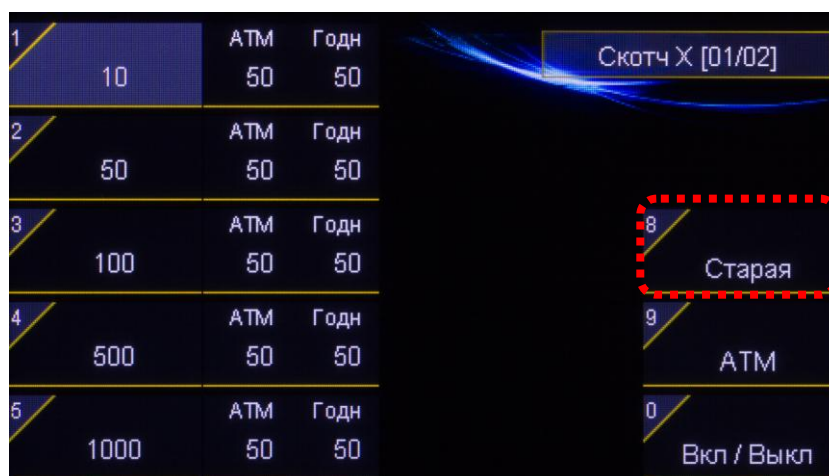 1 АТМ Годн
10 50 50
Скотч X [01/02]
2 АТМ Годн
50 50 50
3 АТМ Годн
100 50 50
8
Старая
4 АТМ Годн
500 50 50
9
АТМ
5 АТМ Годн
1000 50 50
0
Вкл / Выкл